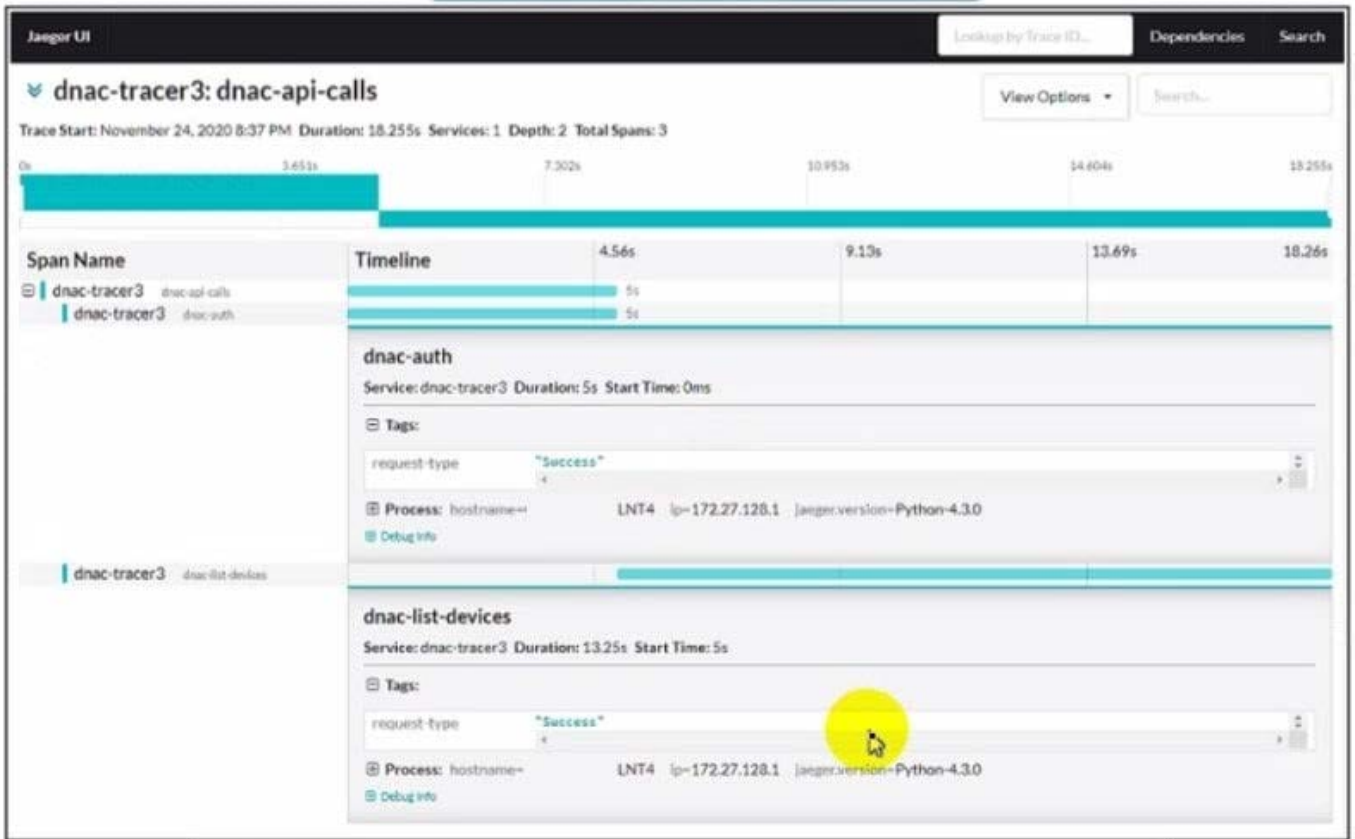 Jaeger UI Lookup by Trace ID... Dependencies Search
dnac-tracer3: dnac-api-calls View Options Search...
Trace Start: November 24, 2020 8:37 PM Duration: 18.255s Services: 1 Depth: 2 Total Spans: 3
0s 3.651s 7.302s 10.953s 14.604s 18.255s
Span Name Timeline 4.56s 9.13s 13.69s 18.26s
dnac-tracer3 dnac-api-calls 5s
dnac-tracer3 dnac-auth 5s
dnac-auth
Service: dnac-tracer3 Duration: 5s Start Time: 0ms
Tags:
request-type "Success"
Process: hostname= LNT4 ip=172.27.128.1 jaeger.version=Python-4.3.0
Debug Info
dnac-tracer3 dnac-list-devices
dnac-list-devices
Service: dnac-tracer3 Duration: 13.25s Start Time: 5s
Tags:
request-type "Success"
Process: hostname= LNT4 ip=172.27.128.1 jaeger.version=Python-4.3.0
Debug Info